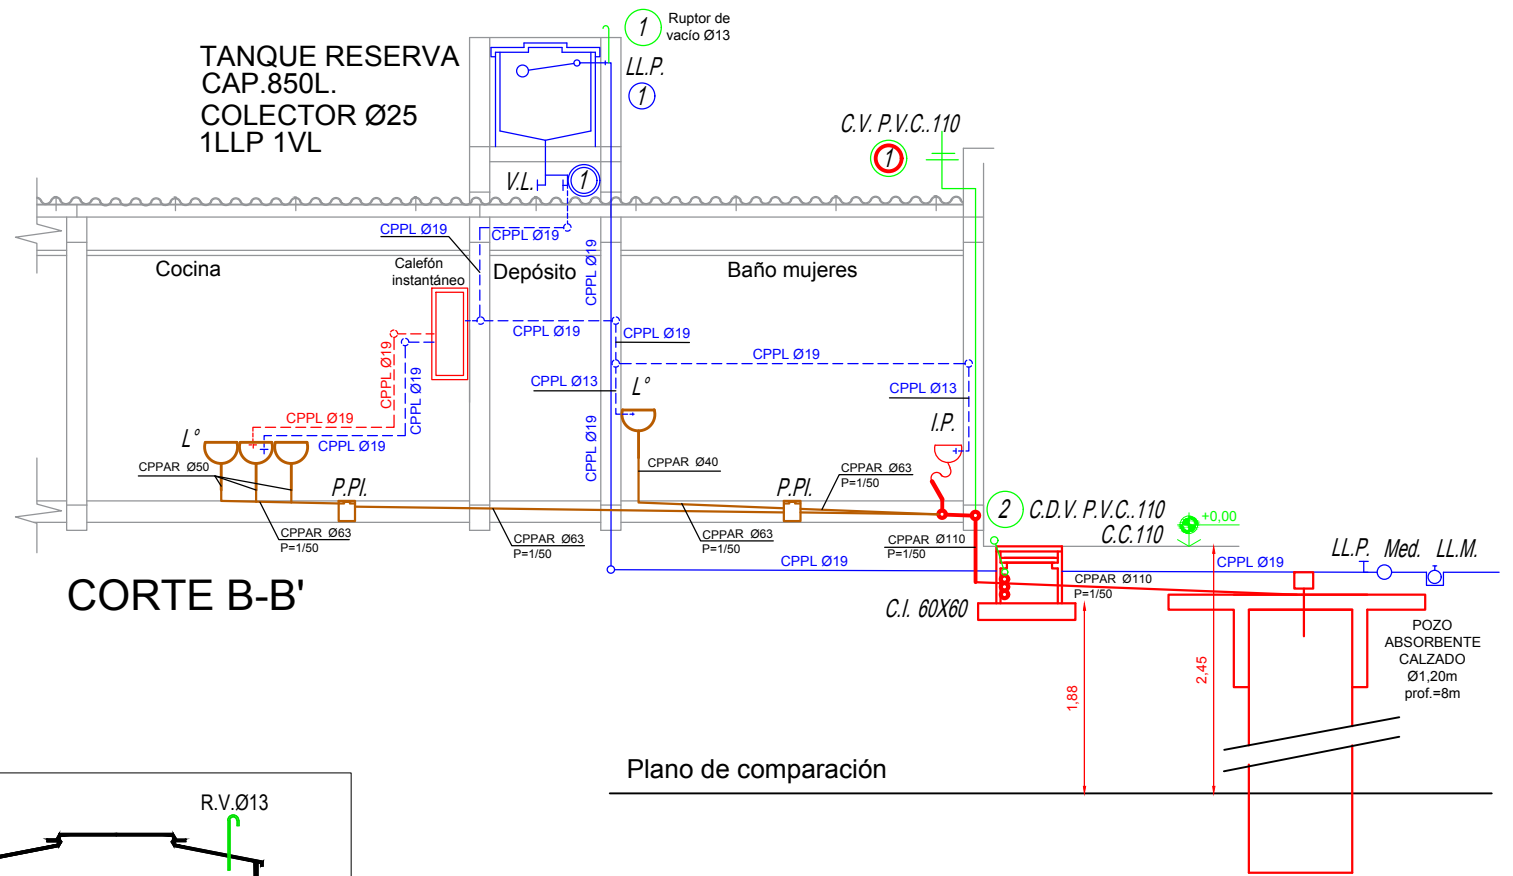 TANQUE RESERVA
CAP.850L.
COLECTOR Ø25
1LLP 1VL
1
Ruptor de
vacío Ø13
LL.P.
1
C.V. P.V.C..110
1
V.L.
1
CPPL Ø19
CPPL Ø19
CPPL Ø19
Cocina
Calefón
instantáneo
Depósito
Baño mujeres
CPPL Ø19
CPPL Ø19
CPPL Ø19
CPPL Ø19
CPPL Ø19
CPPL Ø13
CPPL Ø13
L°
I.P.
CPPL Ø19
CPPL Ø19
CPPL Ø19
L°
CPPAR Ø50
P.PI.
CPPAR Ø40
P.PI.
CPPAR Ø63
P=1/50
CPPAR Ø63
P=1/50
CPPAR Ø63
P=1/50
CPPAR Ø63
P=1/50
CPPAR Ø110
P=1/50
2
C.D.V. P.V.C..110
C.C.110
+0,00
CPPL Ø19
CPPL Ø19
LL.P.
Med.
LL.M.
CPPAR Ø110
P=1/50
C.I. 60X60
CORTE B-B'
POZO
ABSORBENTE
CALZADO
Ø1,20m
prof.=8m
1,88
2,45
Plano de comparación
R.V.Ø13